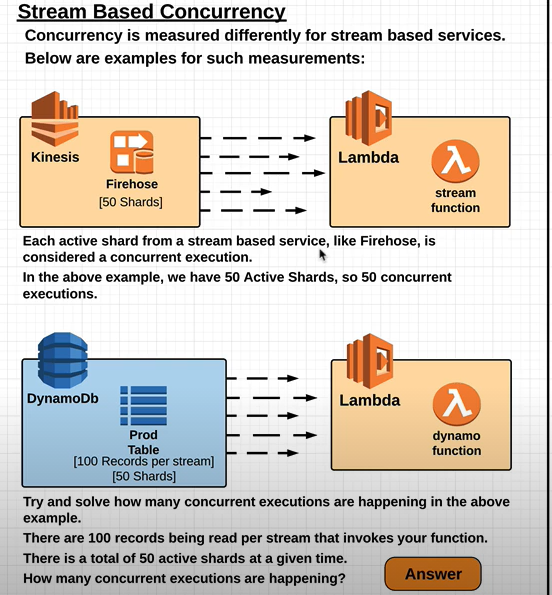 Stream Based Concurrency
Concurrency is measured differently for stream based services.
Below are examples for such measurements:
Kinesis
Firehose
[50 Shards]
Lambda
stream
function
Each active shard from a stream based service, like Firehose, is
considered a concurrent execution.
In the above example, we have 50 Active Shards, so 50 concurrent
executions.
DynamoDb
Prod
Table
[100 Records per stream]
[50 Shards]
Lambda
dynamo
function
Try and solve how many concurrent executions are happening in the above
example.
There are 100 records being read per stream that invokes your function.
There is a total of 50 active shards at a given time.
How many concurrent executions are happening?
Answer